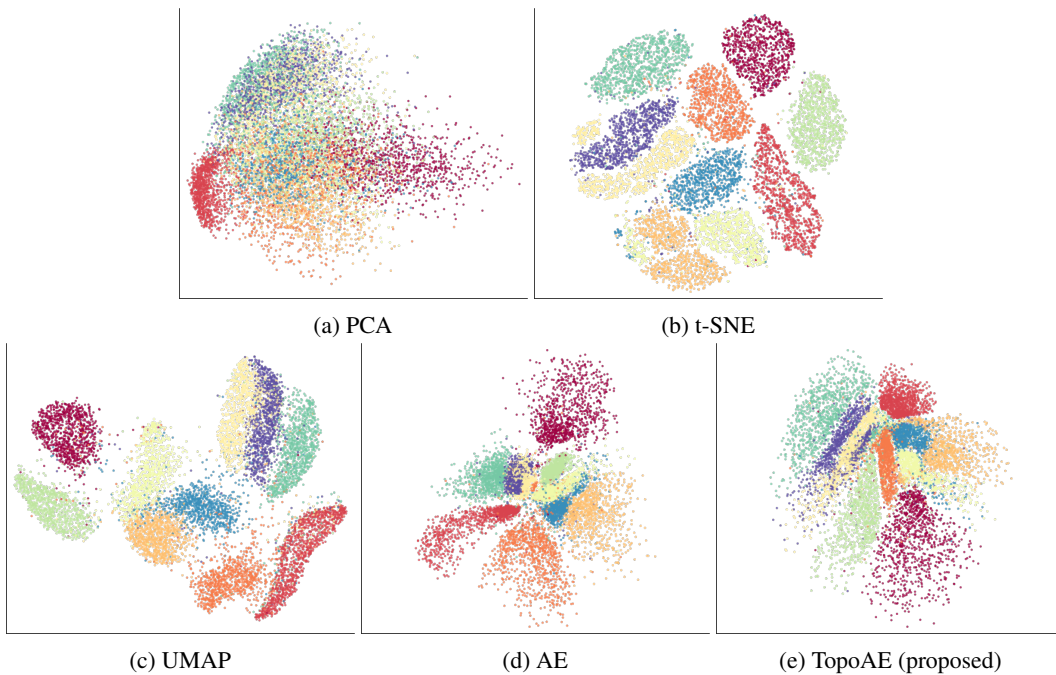 (a) PCA
(b) t-SNE
(c) UMAP
(d) AE
(e) TopoAE (proposed)